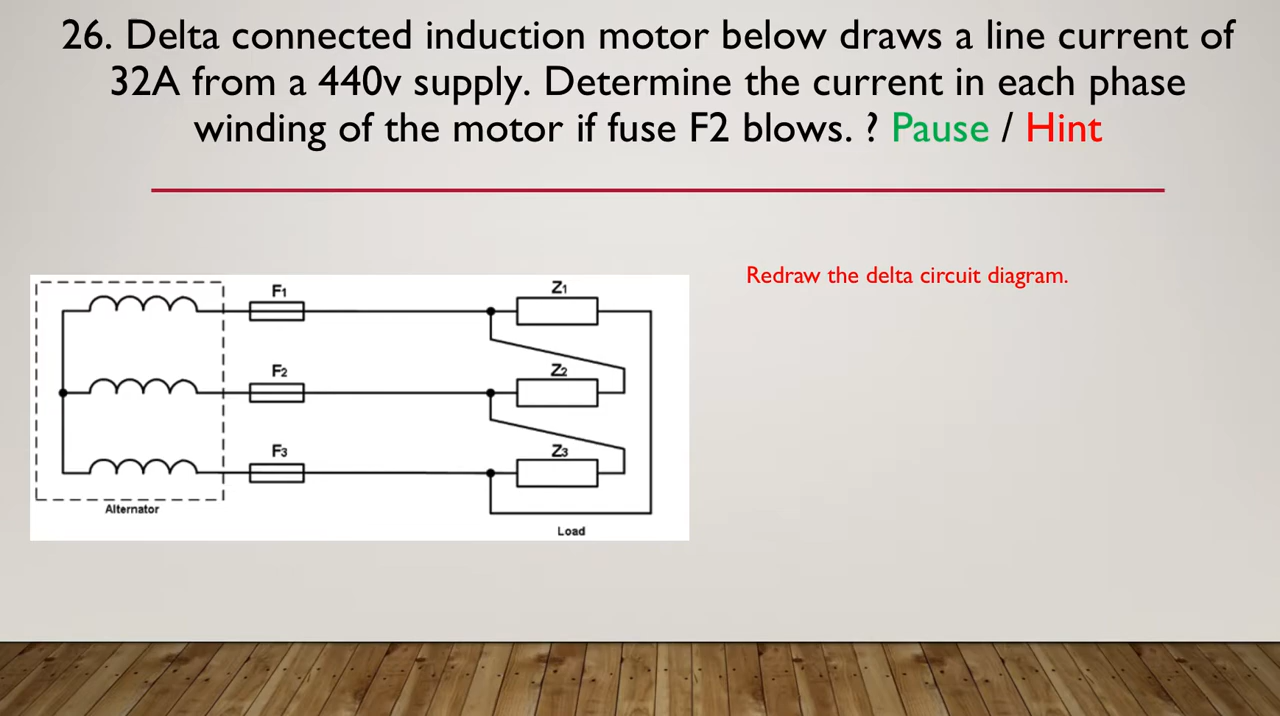 26. Delta connected induction motor below draws a line current of
32A from a 440v supply. Determine the current in each phase
winding of the motor if fuse F2 blows. ? Pause / Hint
Redraw the delta circuit diagram.
F1
Z1
F2
Z2
F3
Z3
Alternator
Load